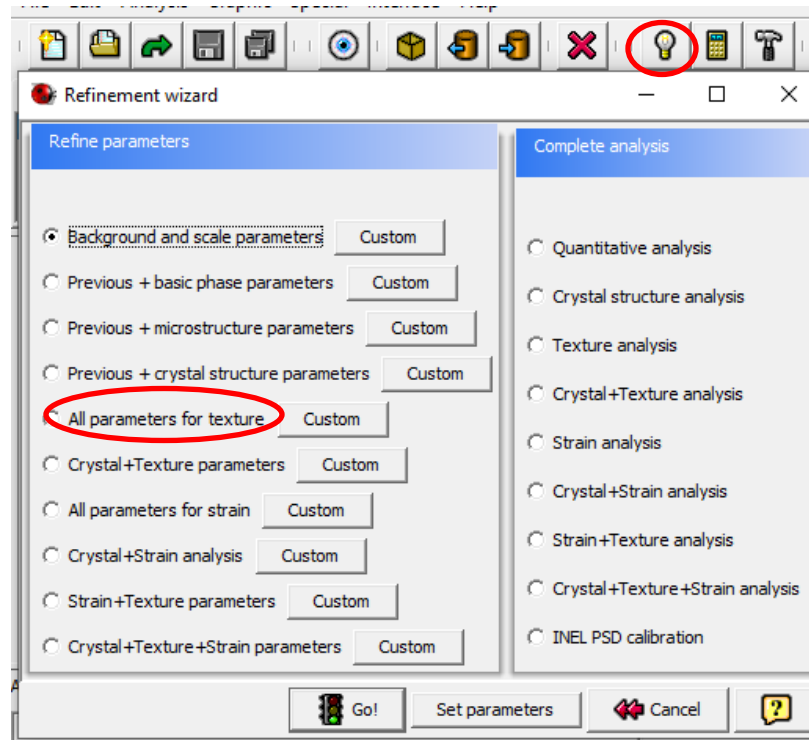 Refinement wizard
Refine parameters
Background and scale parameters Custom
Previous + basic phase parameters Custom
Previous + microstructure parameters Custom
Previous + crystal structure parameters Custom
All parameters for texture Custom
Crystal+Texture parameters Custom
All parameters for strain Custom
Crystal+Strain analysis Custom
Strain+Texture parameters Custom
Crystal+Texture+Strain parameters Custom
Complete analysis
Quantitative analysis
Crystal structure analysis
Texture analysis
Crystal+Texture analysis
Strain analysis
Crystal+Strain analysis
Strain+Texture analysis
Crystal+Texture+Strain analysis
INEL PSD calibration
Go! Set parameters Cancel ?